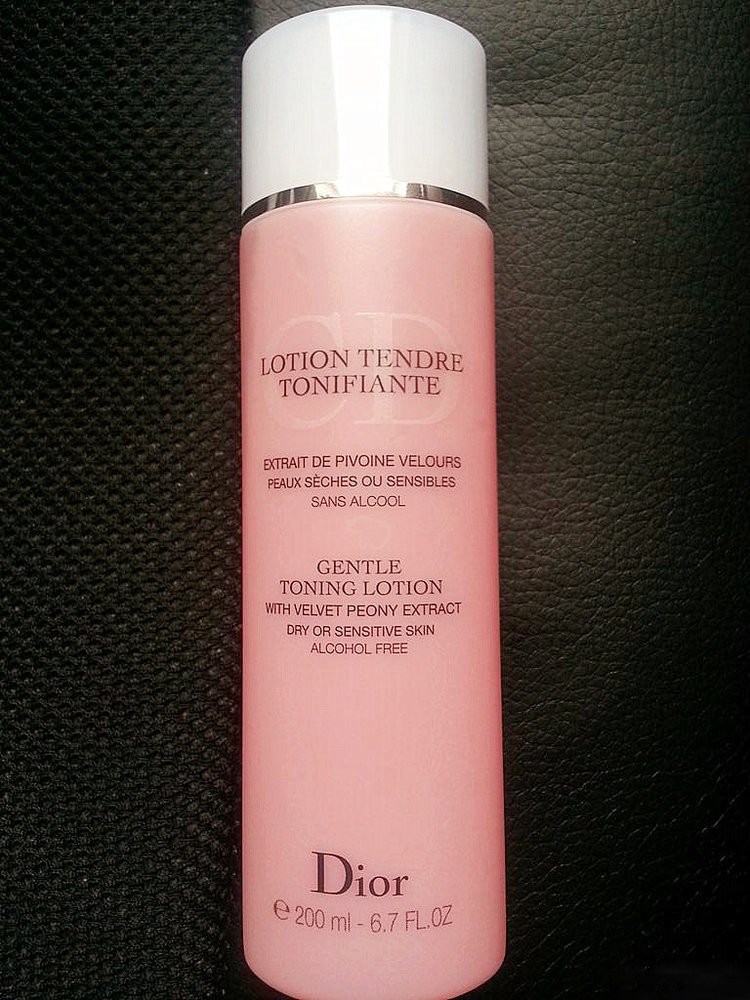 CD
LOTION TENDRE
TONIFIANTE
EXTRAIT DE PIVOINE VELOURS
PEAUX SÈCHES OU SENSIBLES
SANS ALCOOL
GENTLE
TONING LOTION
WITH VELVET PEONY EXTRACT
DRY OR SENSITIVE SKIN
ALCOHOL FREE
Dior
℮ 200 ml - 6.7 FL.OZ